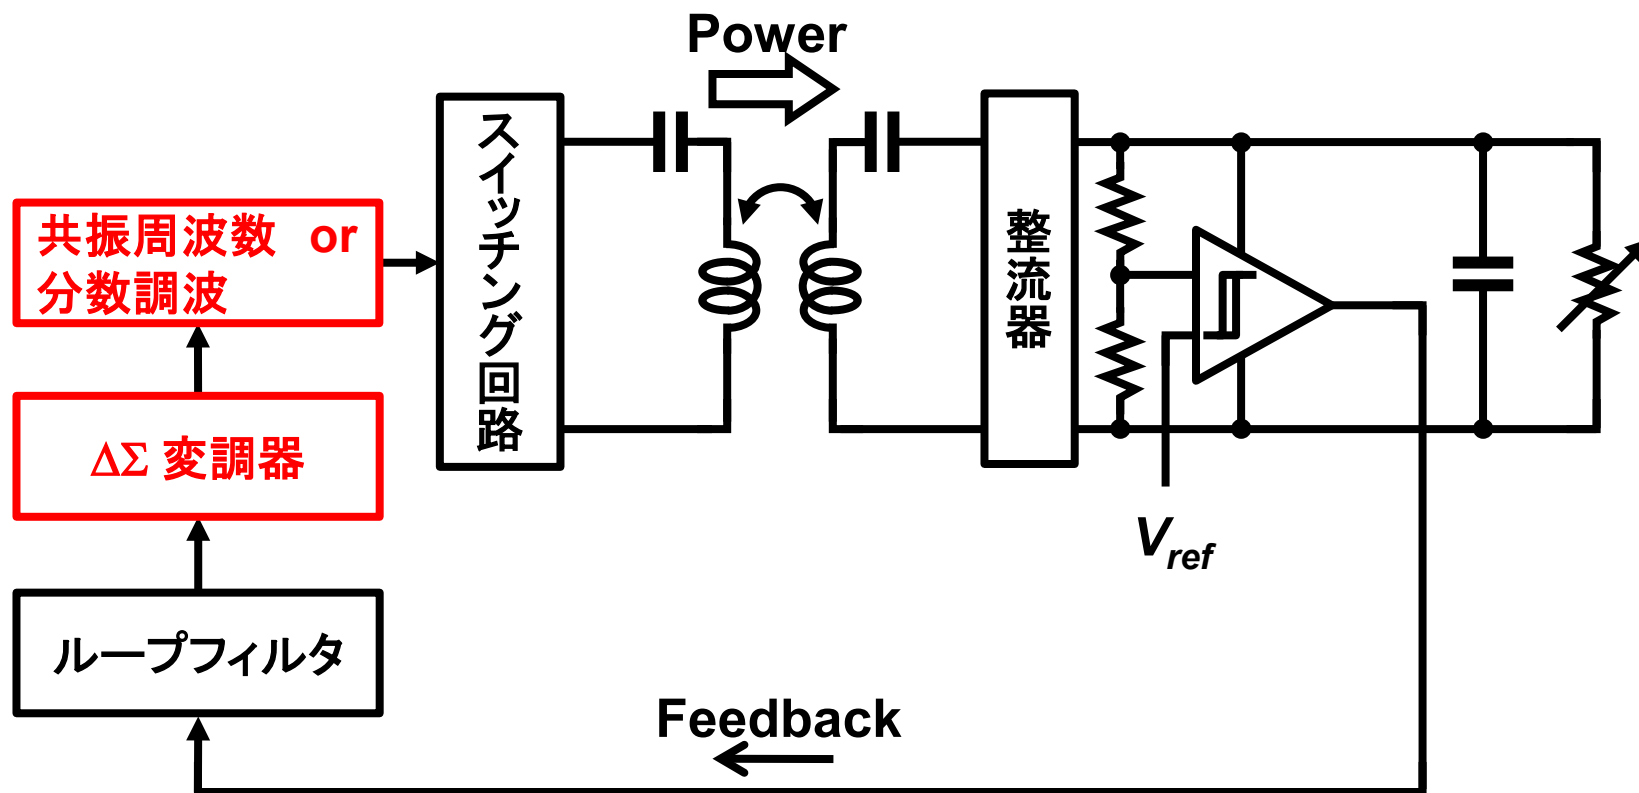 Power
スイッチング回路
整流器
共振周波数 or
分数調波
ΔΣ 変調器
Vref
ループフィルタ
Feedback